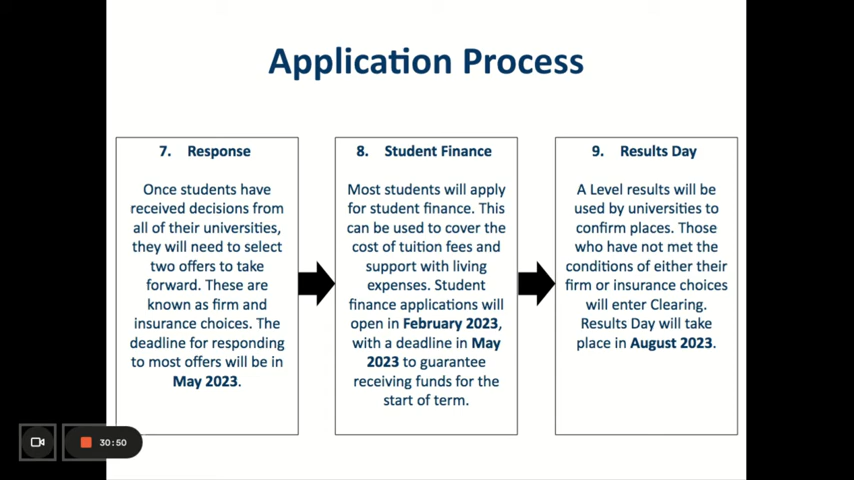 Application Process
7. Response
Once students have
received decisions from
all of their universities,
they will need to select
two offers to take
forward. These are
known as firm and
insurance choices. The
deadline for responding
to most offers will be in
May 2023.
8. Student Finance
Most students will apply
for student finance. This
can be used to cover the
cost of tuition fees and
support with living
expenses. Student
finance applications will
open in February 2023,
with a deadline in May
2023 to guarantee
receiving funds for the
start of term.
9. Results Day
A Level results will be
used by universities to
confirm places. Those
who have not met the
conditions of either their
firm or insurance choices
will enter Clearing.
Results Day will take
place in August 2023.
30:50